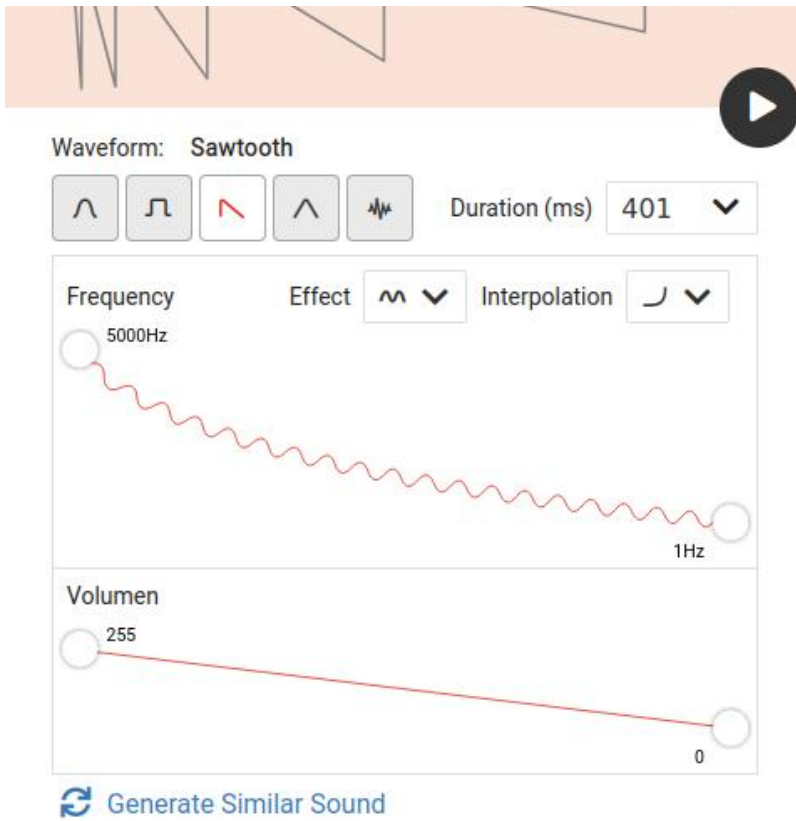 Waveform: Sawtooth
Duration (ms) 401
Frequency Effect Interpolation
5000Hz
1Hz
Volumen
255
0
Generate Similar Sound